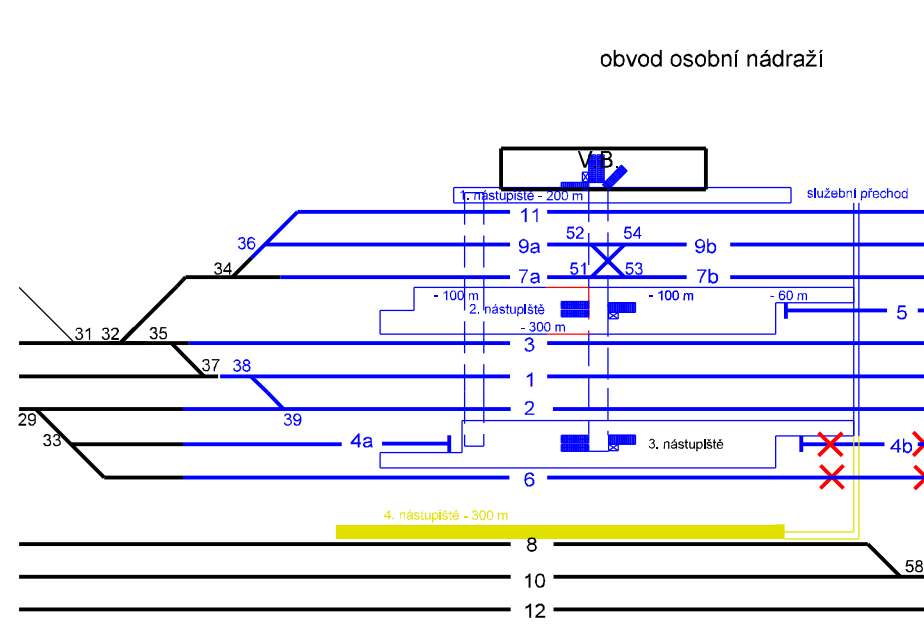 obvod osobní nádraží
V.B.
1. nástupiště - 200 m
služební přechod
11
36
52
54
9a
9b
34
7a
51
53
7b
- 100 m
- 100 m
- 60 m
2. nástupiště
5
- 300 m
31
32
35
3
37
38
1
29
39
2
33
4a
3. nástupiště
4b
6
4. nástupiště - 300 m
8
58
10
12